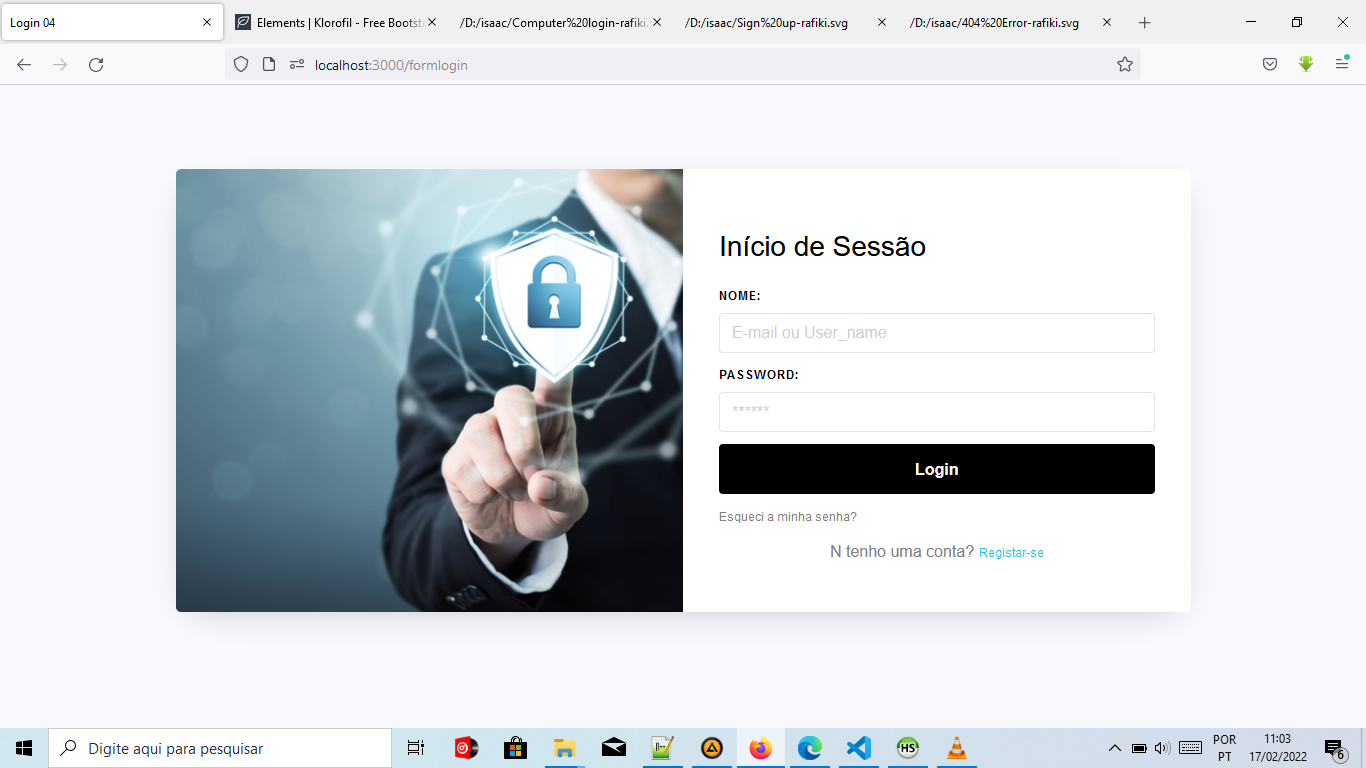 Login 04
Elements | Klorofil - Free Bootst
/D:/isaac/Computer%20login-rafiki.
/D:/isaac/Sign%20up-rafiki.svg
/D:/isaac/404%20Error-rafiki.svg
localhost:3000/formlogin
Início de Sessão
NOME:
E-mail ou User_name
PASSWORD:
******
Login
Esqueci a minha senha?
N tenho uma conta? Registar-se
Digite aqui para pesquisar
HS
POR
PT
11:03
17/02/2022
6